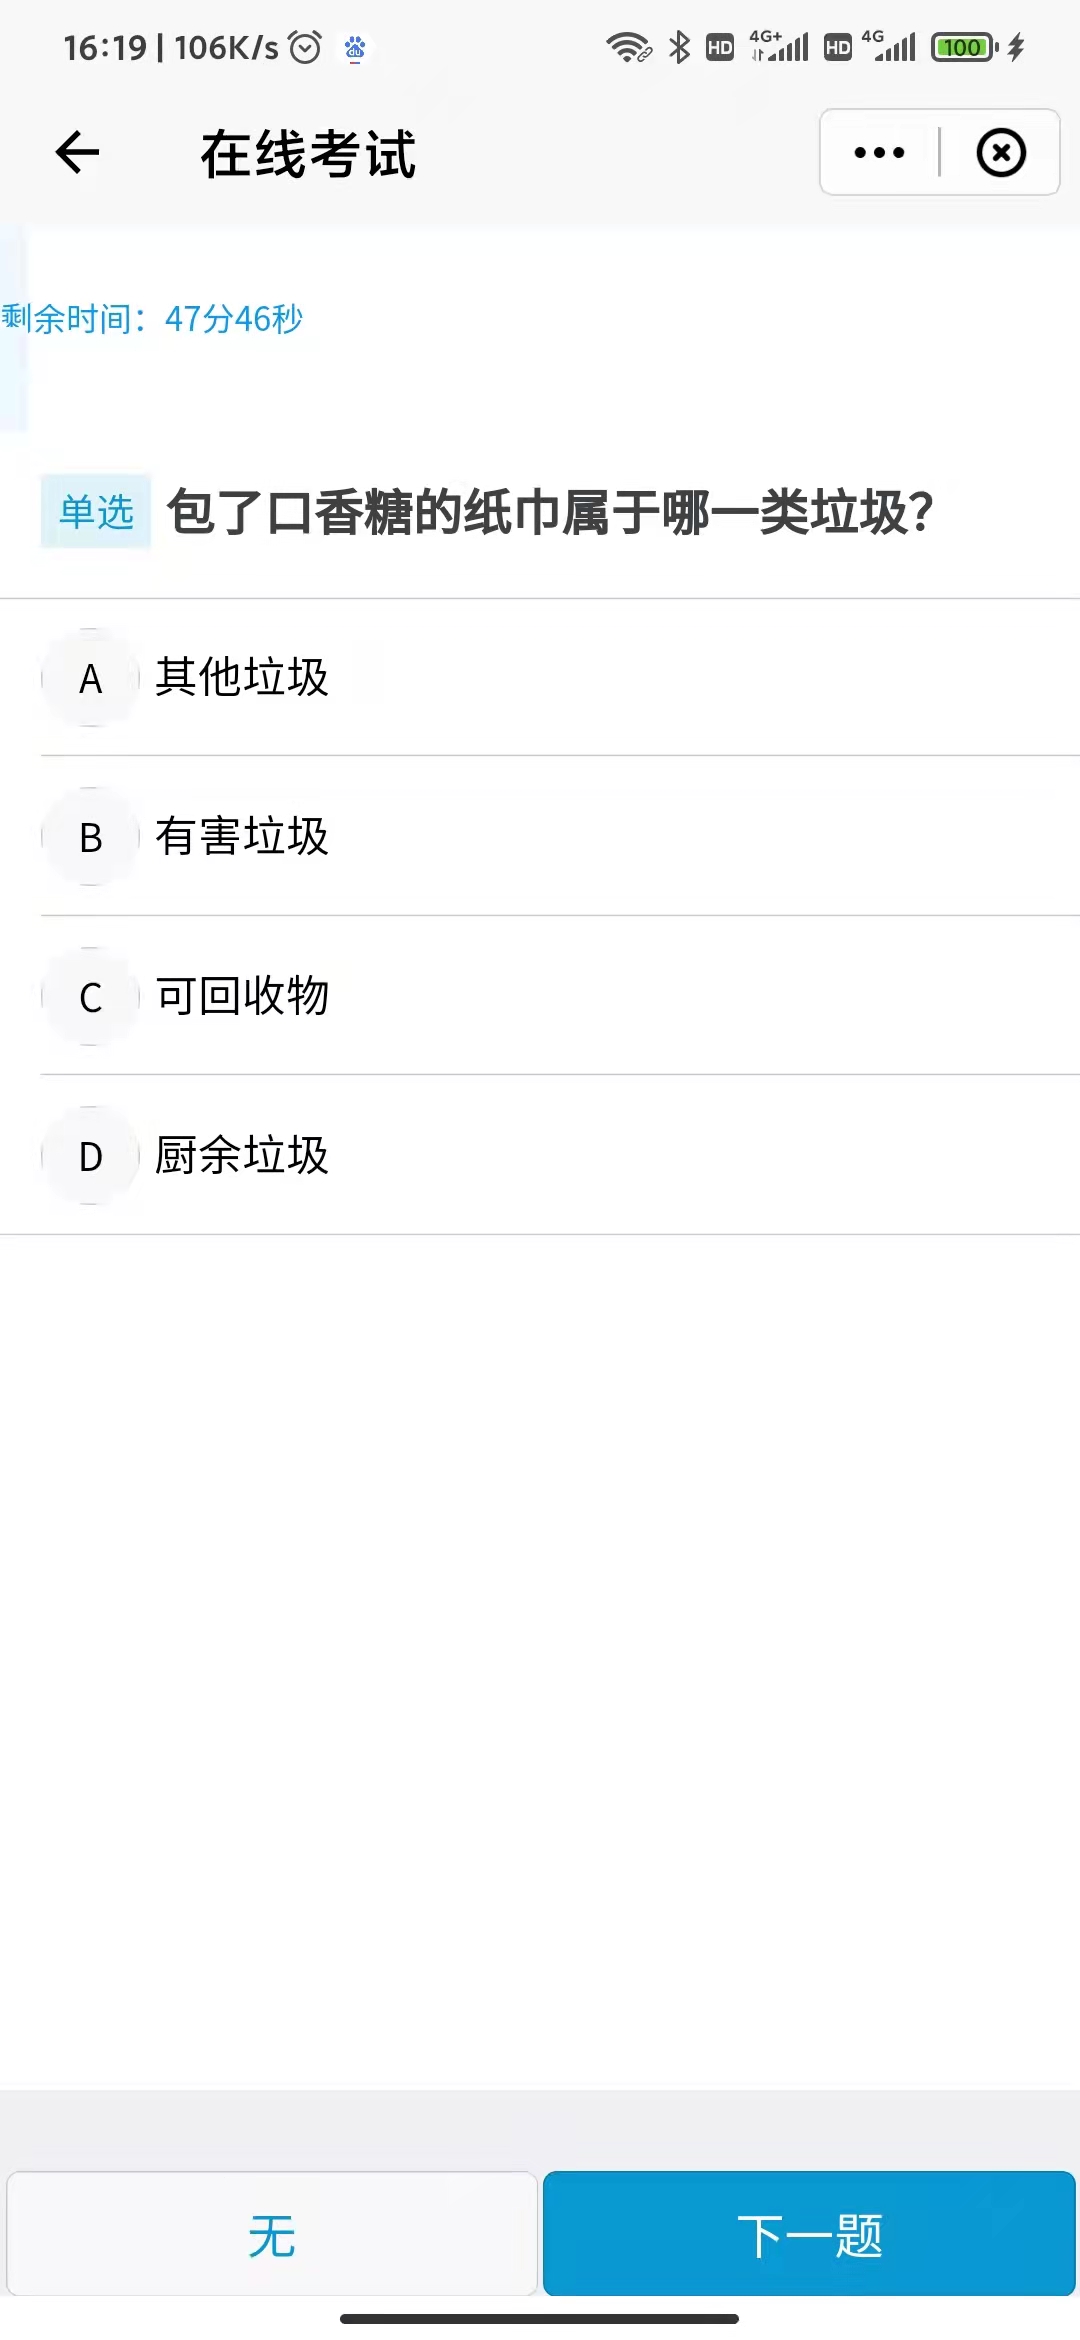 16:19 | 106K/s
HD 4G+ HD 4G 100
在线考试
剩余时间：47分46秒
单选 包了口香糖的纸巾属于哪一类垃圾？
A 其他垃圾
B 有害垃圾
C 可回收物
D 厨余垃圾
无 下一题